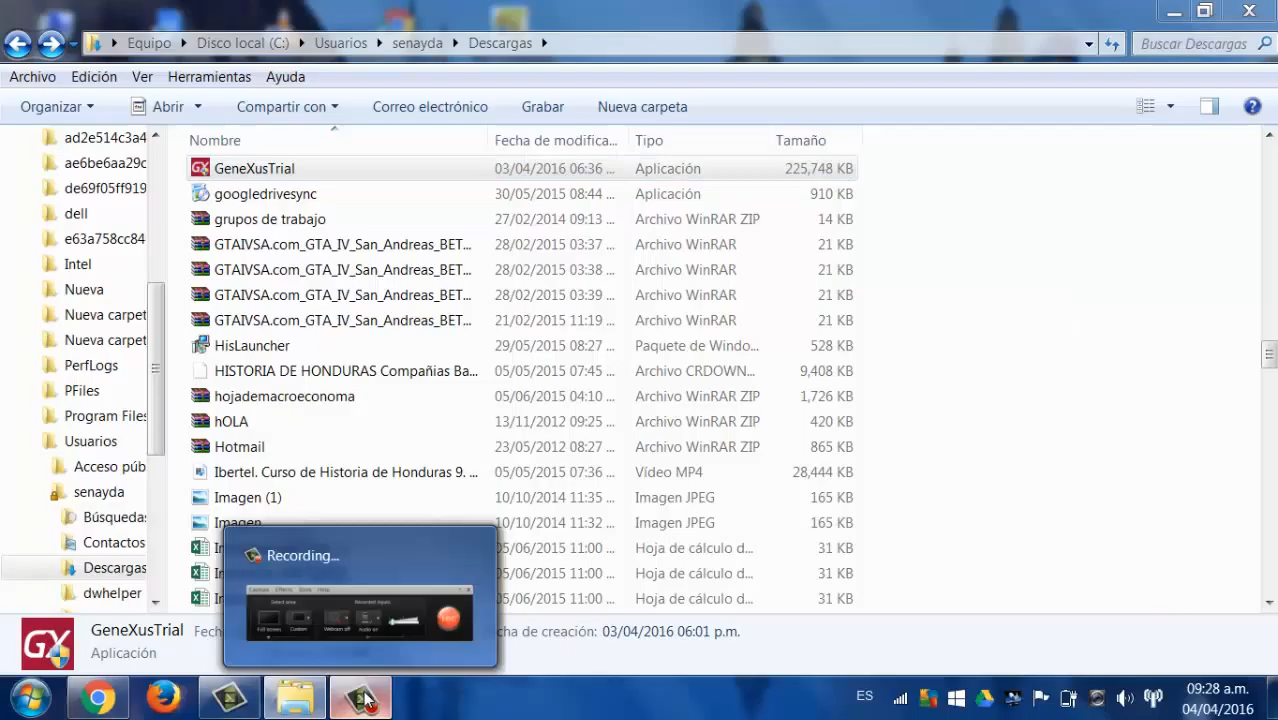 Equipo Disco local (C:) Usuarios senayda Descargas
Buscar Descargas
Archivo Edición Ver Herramientas Ayuda
Organizar Abrir Compartir con Correo electrónico Grabar Nueva carpeta
Nombre Fecha de modifica... Tipo Tamaño
ad2e514c3a4
ae6be6aa29c
de69f05ff919
dell
e63a758cc84
Intel
Nueva
Nueva carpet
Nueva carpet
PerfLogs
PFiles
Program Files
Usuarios
Acceso púb
senayda
Búsquedas
Contactos
Descargas
dwhelper
GeneXusTrial 03/04/2016 06:36 ... Aplicación 225,748 KB
googledrivesync 30/05/2015 08:44 ... Aplicación 910 KB
grupos de trabajo 27/02/2014 09:13 ... Archivo WinRAR ZIP 14 KB
GTAIVSA.com_GTA_IV_San_Andreas_BET... 28/02/2015 03:37 ... Archivo WinRAR 21 KB
GTAIVSA.com_GTA_IV_San_Andreas_BET... 28/02/2015 03:38 ... Archivo WinRAR 21 KB
GTAIVSA.com_GTA_IV_San_Andreas_BET... 28/02/2015 03:39 ... Archivo WinRAR 21 KB
GTAIVSA.com_GTA_IV_San_Andreas_BET... 21/02/2015 11:19 ... Archivo WinRAR 21 KB
HisLauncher 29/05/2015 08:27 ... Paquete de Windo... 528 KB
HISTORIA DE HONDURAS Compañias Ba... 05/05/2015 07:45 ... Archivo CRDOWN... 9,408 KB
hojademacroeconoma 05/06/2015 04:10 ... Archivo WinRAR ZIP 1,726 KB
hOLA 13/11/2012 09:25 ... Archivo WinRAR ZIP 420 KB
Hotmail 23/05/2012 08:27 ... Archivo WinRAR ZIP 865 KB
Ibertel. Curso de Historia de Honduras 9. ... 05/05/2015 07:36 ... Vídeo MP4 28,444 KB
Imagen (1) 10/10/2014 11:35 ... Imagen JPEG 165 KB
Imagen 10/10/2014 11:32 ... Imagen JPEG 165 KB
05/06/2015 11:00 ... Hoja de cálculo d... 31 KB
05/06/2015 11:00 ... Hoja de cálculo d... 31 KB
05/06/2015 11:00 ... Hoja de cálculo d... 31 KB
Recording...
GX
GeneXusTrial Fech
cha de creación: 03/04/2016 06:01 p.m.
Aplicación
ES
09:28 a.m.
04/04/2016